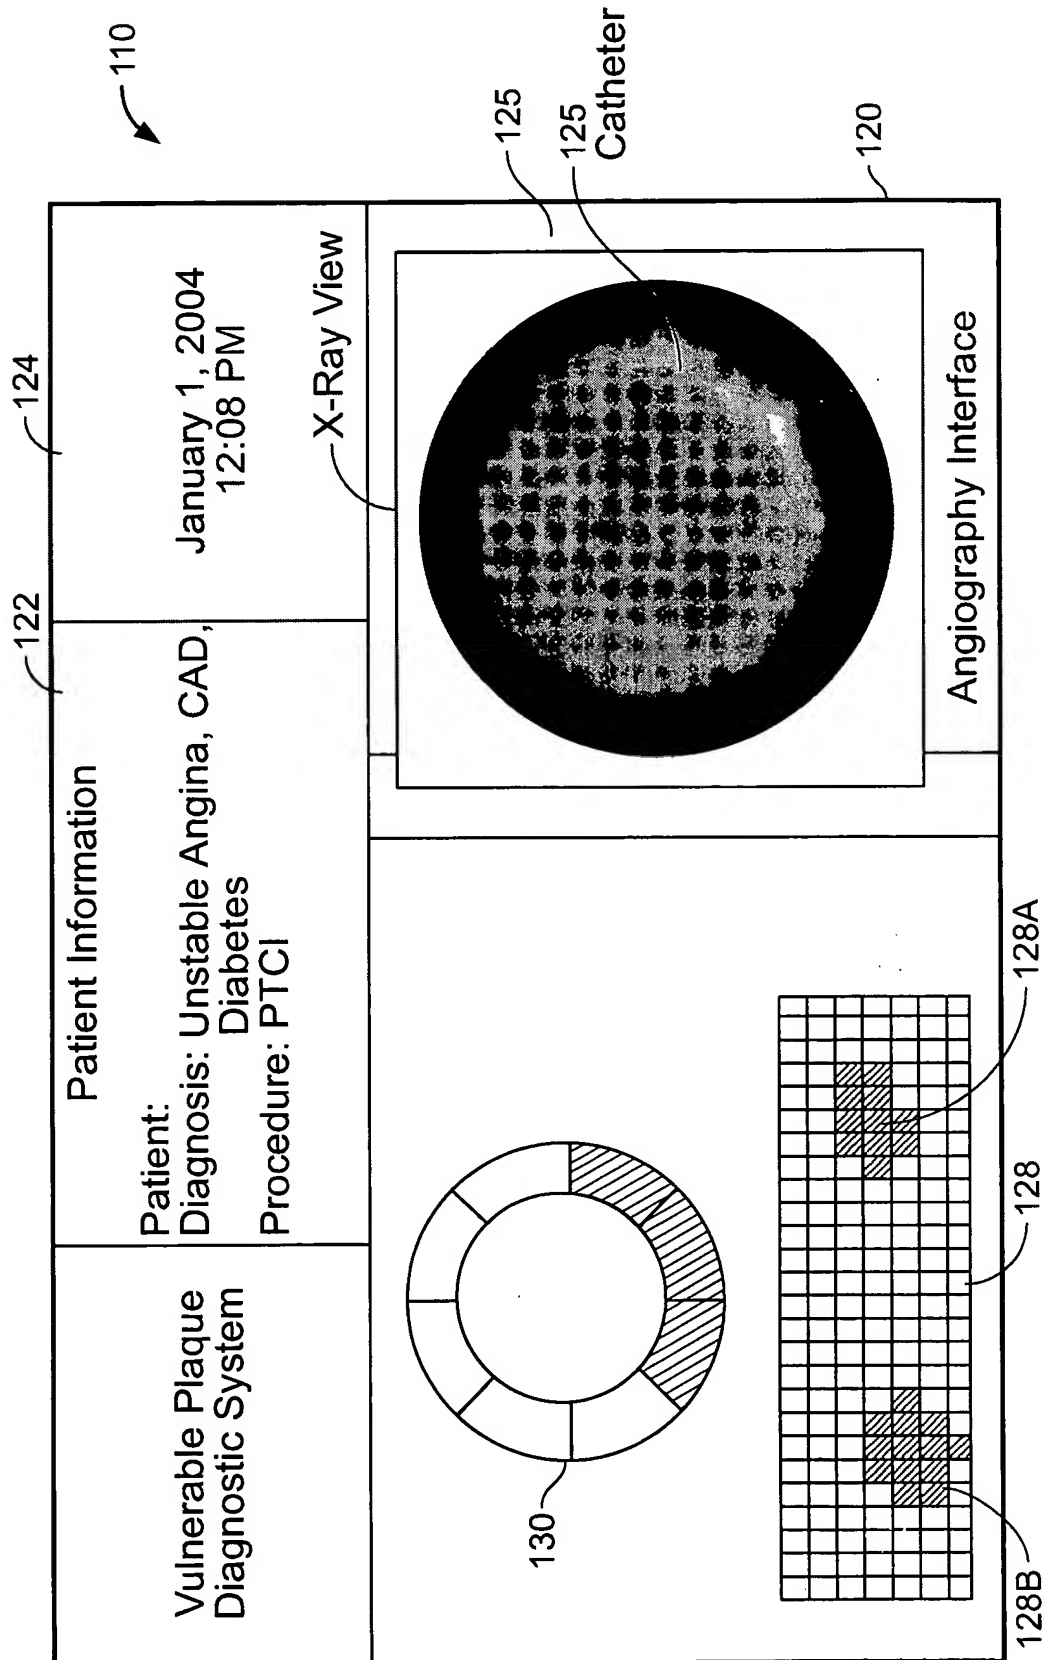 110
124
122
Vulnerable Plaque
Diagnostic System
Patient Information
Patient:
Diagnosis: Unstable Angina, CAD,
Diabetes
Procedure: PTCI
January 1, 2004
12:08 PM
X-Ray View
125
125
Catheter
120
Angiography Interface
130
128A
128
128B